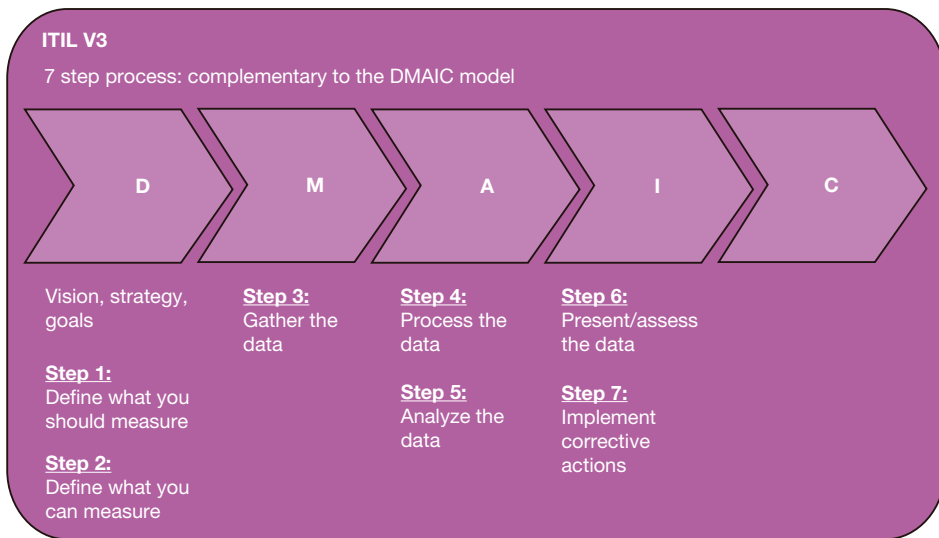 ITIL V3
7 step process: complementary to the DMAIC model
D
M
A
I
C
Vision, strategy,
goals
Step 1:
Define what you
should measure
Step 2:
Define what you
can measure
Step 3:
Gather the
data
Step 4:
Process the
data
Step 5:
Analyze the
data
Step 6:
Present/assess
the data
Step 7:
Implement
corrective
actions